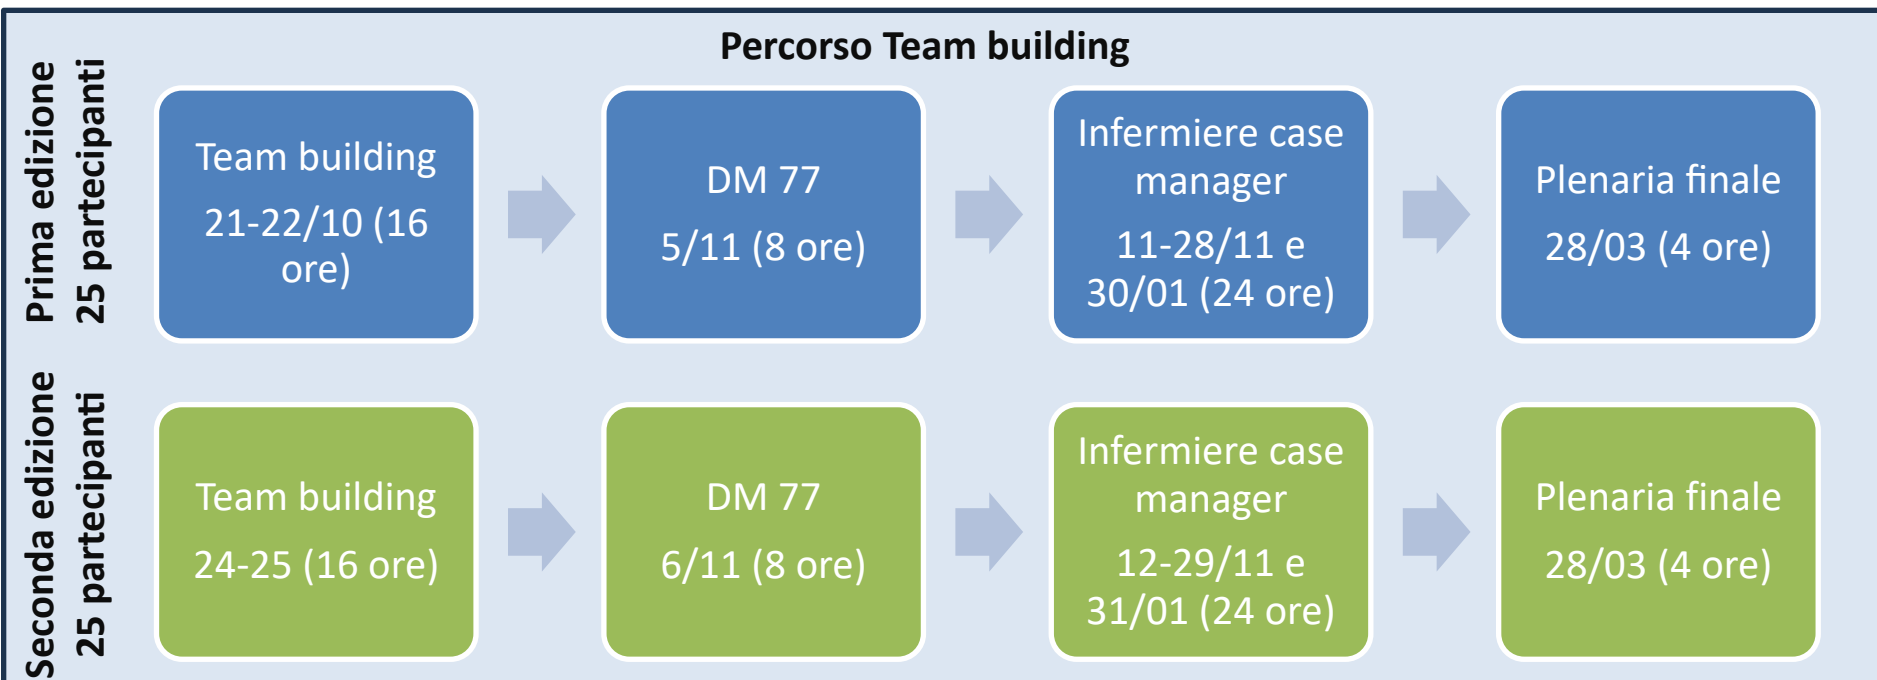 Percorso Team building
Prima edizione
25 partecipanti
Team building
21-22/10 (16
ore)
DM 77
5/11 (8 ore)
Infermiere case
manager
11-28/11 e
30/01 (24 ore)
Plenaria finale
28/03 (4 ore)
Seconda edizione
25 partecipanti
Team building
24-25 (16 ore)
DM 77
6/11 (8 ore)
Infermiere case
manager
12-29/11 e
31/01 (24 ore)
Plenaria finale
28/03 (4 ore)